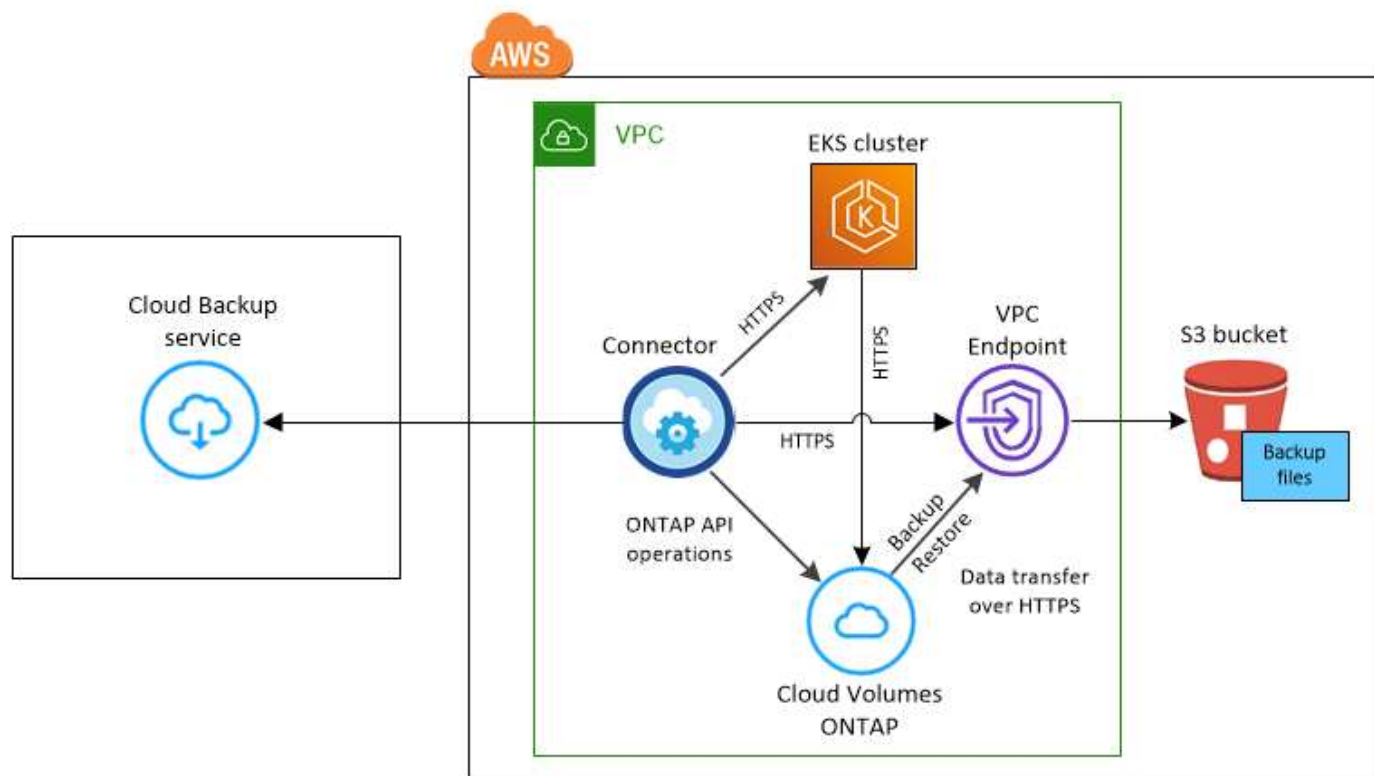 AWS
VPC
EKS cluster
K
Cloud Backup
service
HTTPS
HTTPS
VPC
Endpoint
Connector
S3 bucket
HTTPS
Backup
files
ONTAP API
operations
Backup
Restore
Data transfer
over HTTPS
Cloud Volumes
ONTAP